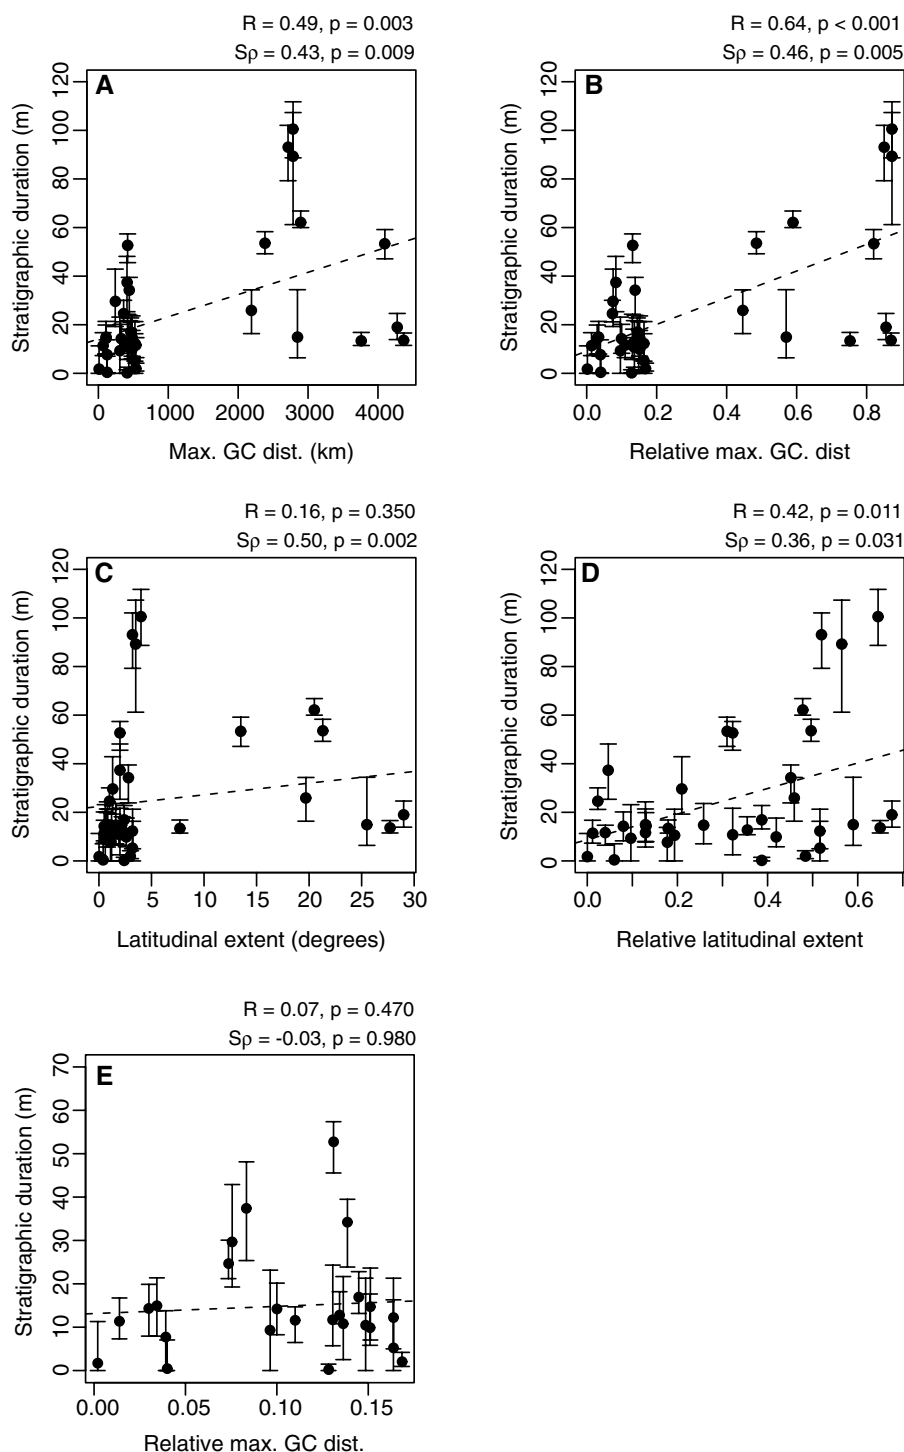 R = 0.49, p = 0.003
Sρ = 0.43, p = 0.009
A
Stratigraphic duration (m)
0 20 40 60 80 100 120
0 1000 2000 3000 4000
Max. GC dist. (km)
R = 0.64, p < 0.001
Sρ = 0.46, p = 0.005
B
Stratigraphic duration (m)
0 20 40 60 80 100 120
0.0 0.2 0.4 0.6 0.8
Relative max. GC. dist
R = 0.16, p = 0.350
Sρ = 0.50, p = 0.002
C
Stratigraphic duration (m)
0 20 40 60 80 100 120
0 5 10 15 20 25 30
Latitudinal extent (degrees)
R = 0.42, p = 0.011
Sρ = 0.36, p = 0.031
D
Stratigraphic duration (m)
0 20 40 60 80 100 120
0.0 0.2 0.4 0.6
Relative latitudinal extent
R = 0.07, p = 0.470
Sρ = -0.03, p = 0.980
E
Stratigraphic duration (m)
0 10 20 30 40 50 60 70
0.00 0.05 0.10 0.15
Relative max. GC dist.